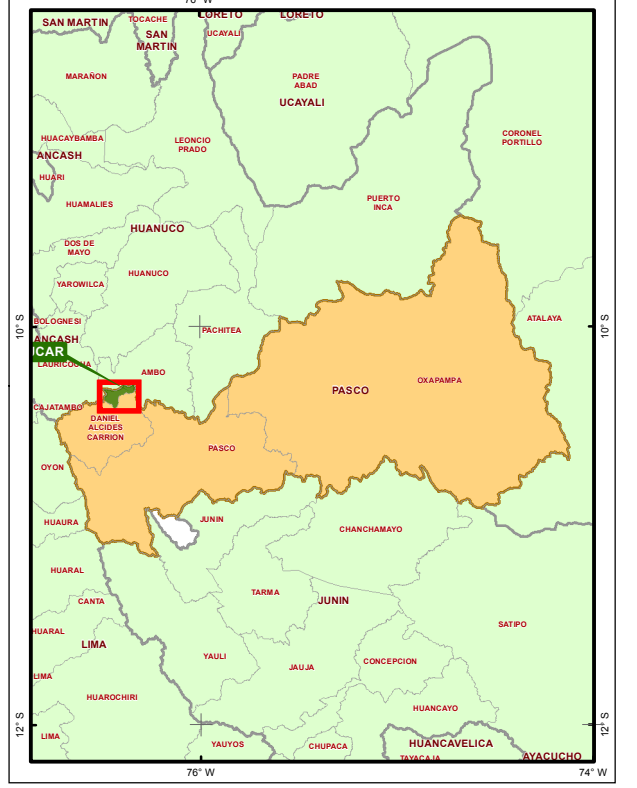 SAN MARTIN
TOCACHE
LORETO
LORETO
SAN
MARTIN
UCAYALI
MARAÑON
PADRE
ABAD
UCAYALI
HUACAYBAMBA
LEONCIO
PRADO
CORONEL
PORTILLO
ANCASH
HUARI
HUAMALIES
PUERTO
INCA
HUANUCO
DOS DE
MAYO
HUANUCO
YAROWILCA
BOLOGNESI
PACHITEA
ATALAYA
10° S
10° S
ANCASH
ICAR
LAURICOCHA
AMBO
PASCO
OXAPAMPA
CAJATAMBO
DANIEL
ALCIDES
CARRION
PASCO
OYON
HUAURA
JUNIN
CHANCHAMAYO
HUARAL
CANTA
TARMA
JUNIN
HUARAL
SATIPO
LIMA
YAULI
JAUJA
CONCEPCION
LIMA
HUAROCHIRI
HUANCAYO
12° S
12° S
LIMA
YAUYOS
CHUPACA
HUANCAVELICA
TAYACAJA
AYACUCHO
76° W
74° W